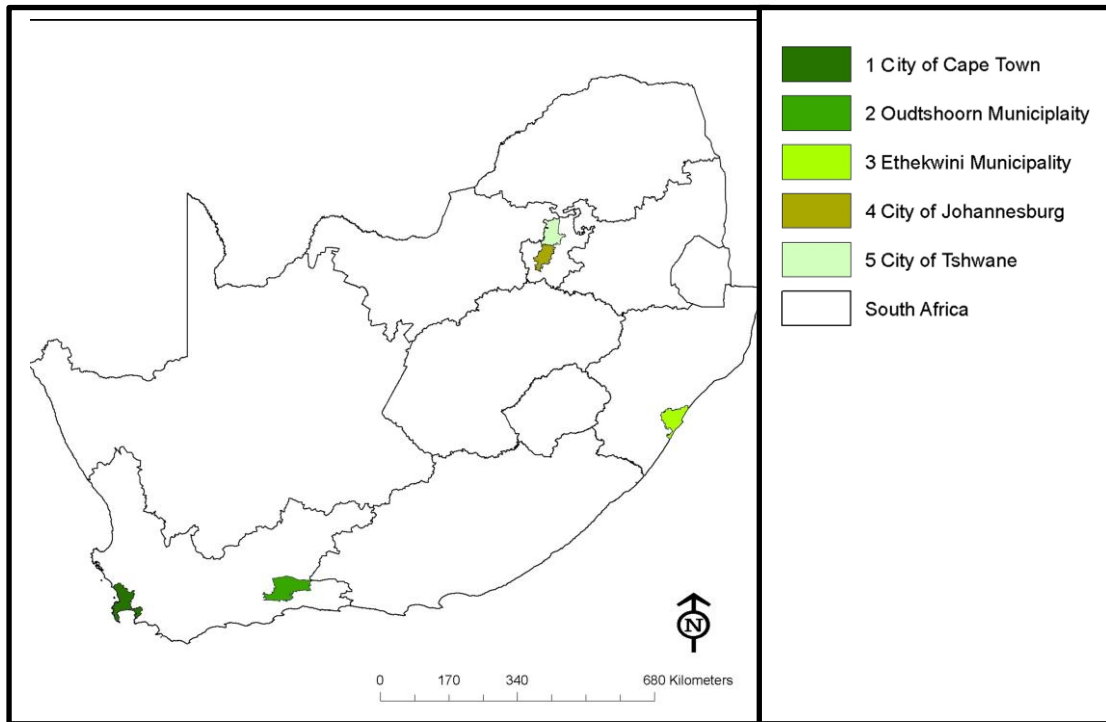 1 City of Cape Town
2 Oudtshoorn Municiplaity
3 Ethekwini Municipality
4 City of Johannesburg
5 City of Tshwane
South Africa
N
0 170 340 680 Kilometers